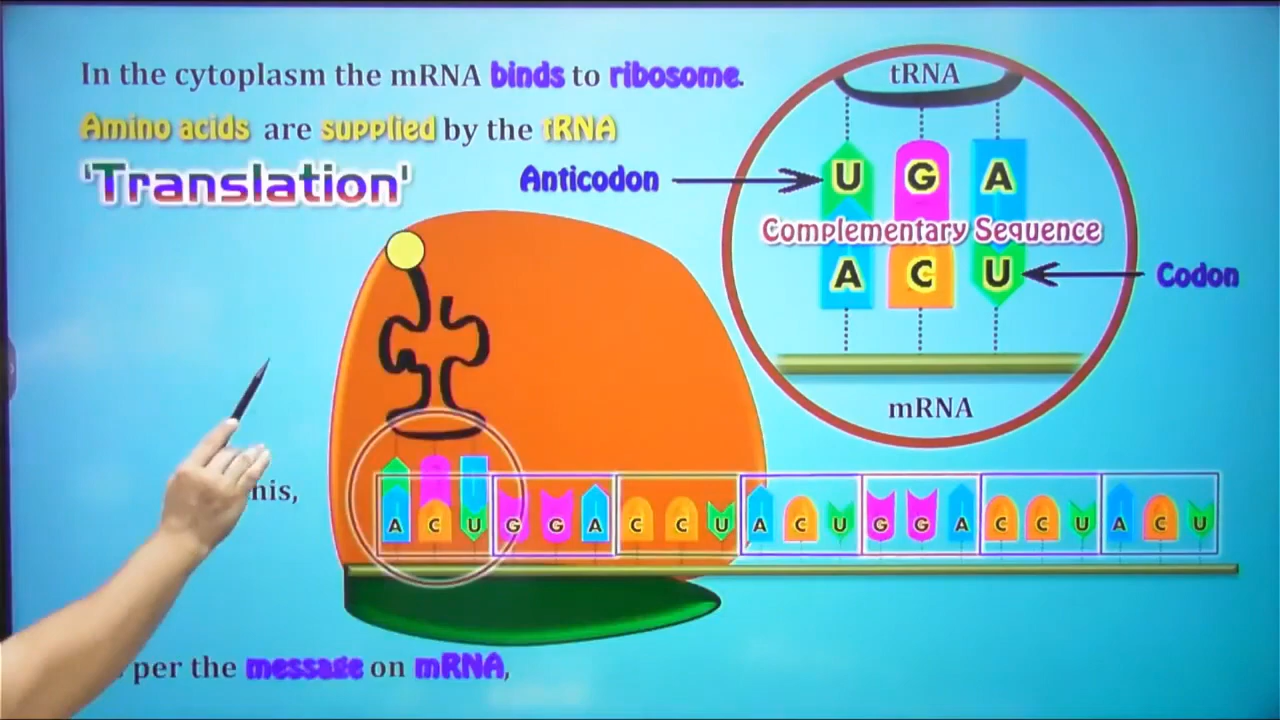 In the cytoplasm the mRNA binds to ribosome.
Amino acids are supplied by the tRNA
'Translation'
tRNA
Anticodon
U G A
Complementary Sequence
A C U
Codon
mRNA
his,
A C U G G A C C U A C U G G A C C U A C U
per the message on mRNA,